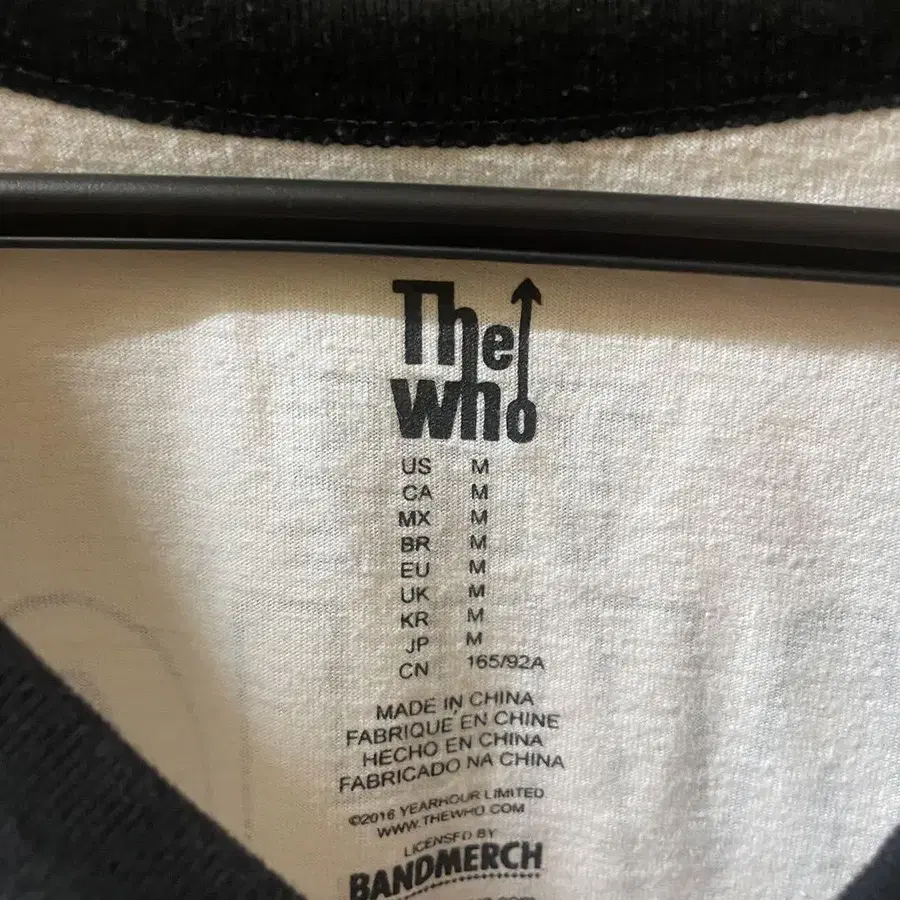 The
Who
US M
CA M
MX M
BR M
EU M
UK M
KR M
JP M
CN 165/92A
MADE IN CHINA
FABRIQUE EN CHINE
HECHO EN CHINA
FABRICADO NA CHINA
©2016 YEARHOUR LIMITED
WWW.THEWHO.COM
LICENSED BY
BANDMERCH